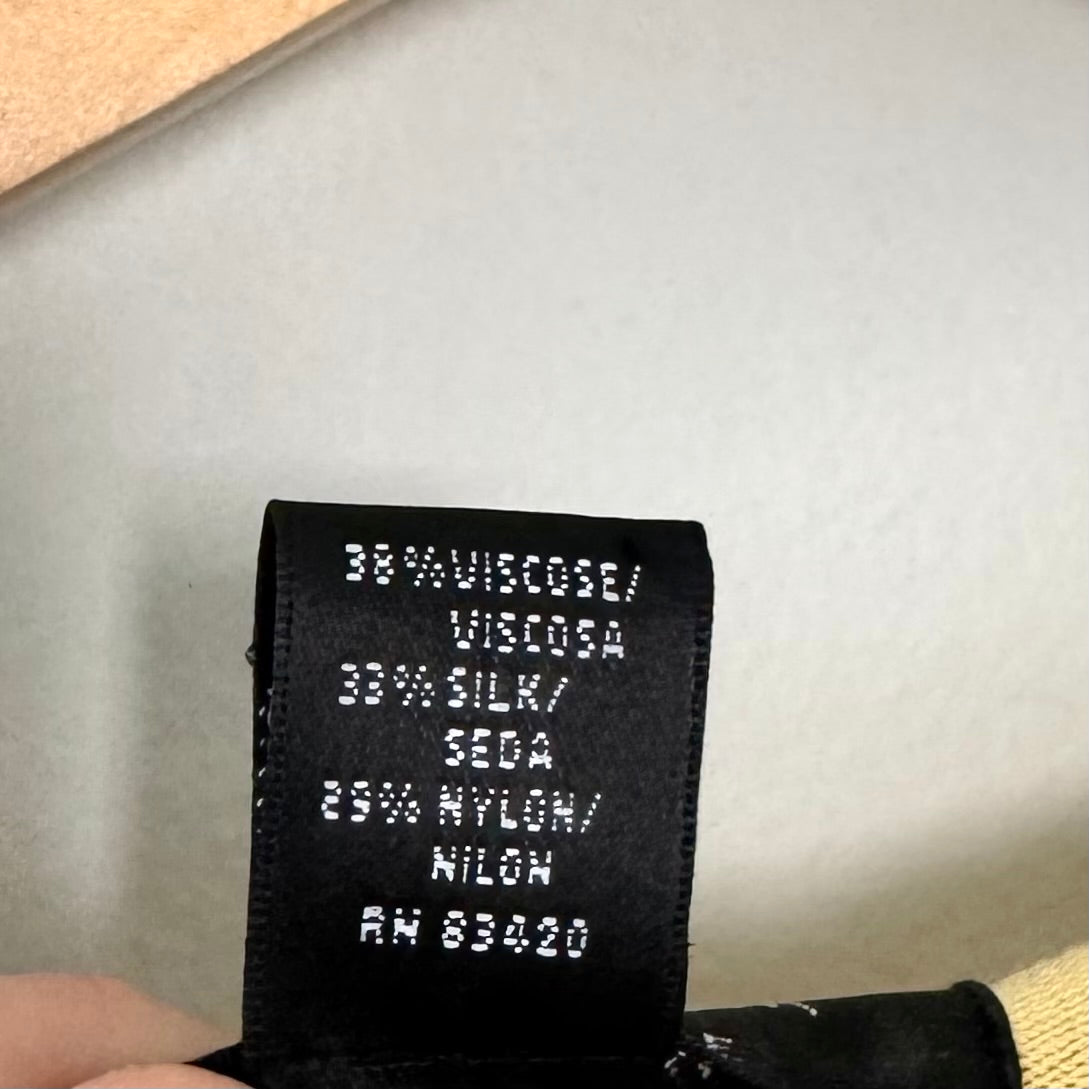 38% VISCOSE/
VISCOSA
33% SILK/
SEDA
29% NYLON/
NILON
RN 83420